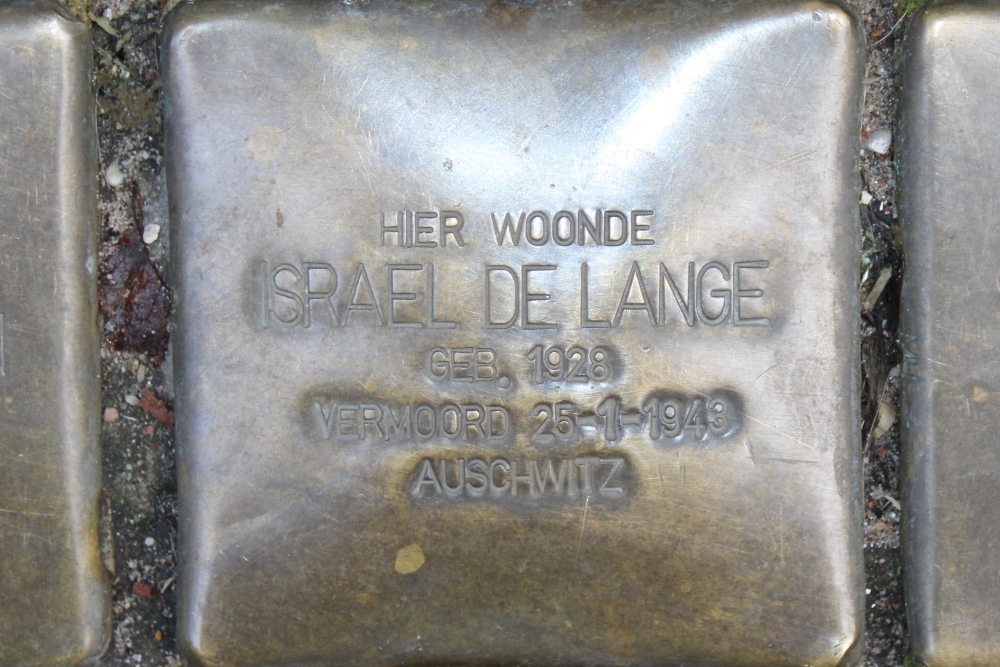 HIER WOONDE
ISRAEL DE LANGE
GEB. 1928
VERMOORD 25-1-1943
AUSCHWITZ